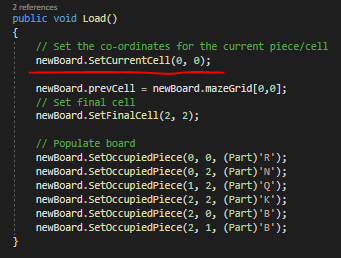 2 references
public void Load()
{
// Set the co-ordinates for the current piece/cell
newBoard.SetCurrentCell(0, 0);
newBoard.prevCell = newBoard.mazeGrid[0,0];
// Set final cell
newBoard.SetFinalCell(2, 2);
// Populate board
newBoard.SetOccupiedPiece(0, 0, (Part)'R');
newBoard.SetOccupiedPiece(0, 2, (Part)'N');
newBoard.SetOccupiedPiece(1, 2, (Part)'Q');
newBoard.SetOccupiedPiece(2, 2, (Part)'K');
newBoard.SetOccupiedPiece(2, 0, (Part)'B');
newBoard.SetOccupiedPiece(2, 1, (Part)'B');
}